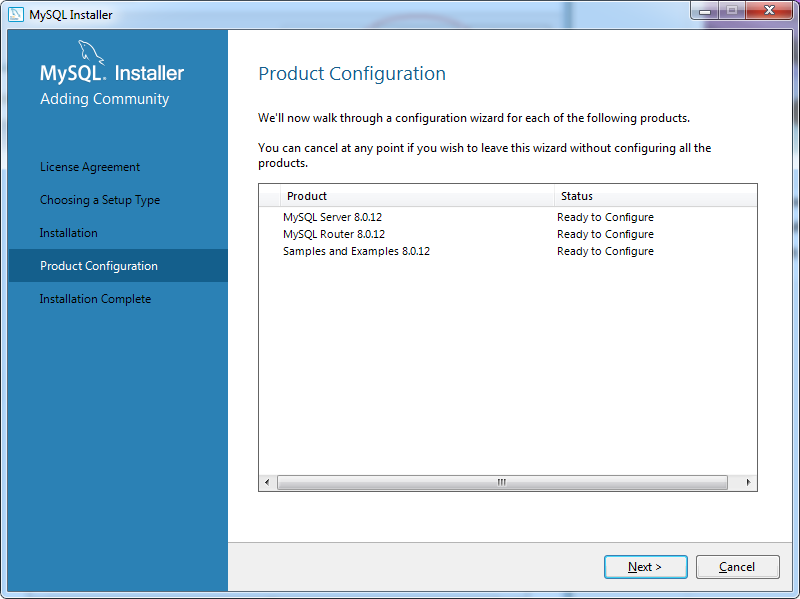 MySQL Installer
MySQL. Installer
Adding Community
License Agreement
Choosing a Setup Type
Installation
Product Configuration
Installation Complete
Product Configuration
We'll now walk through a configuration wizard for each of the following products.
You can cancel at any point if you wish to leave this wizard without configuring all the
products.
Product Status
MySQL Server 8.0.12 Ready to Configure
MySQL Router 8.0.12 Ready to Configure
Samples and Examples 8.0.12 Ready to Configure
Next > Cancel